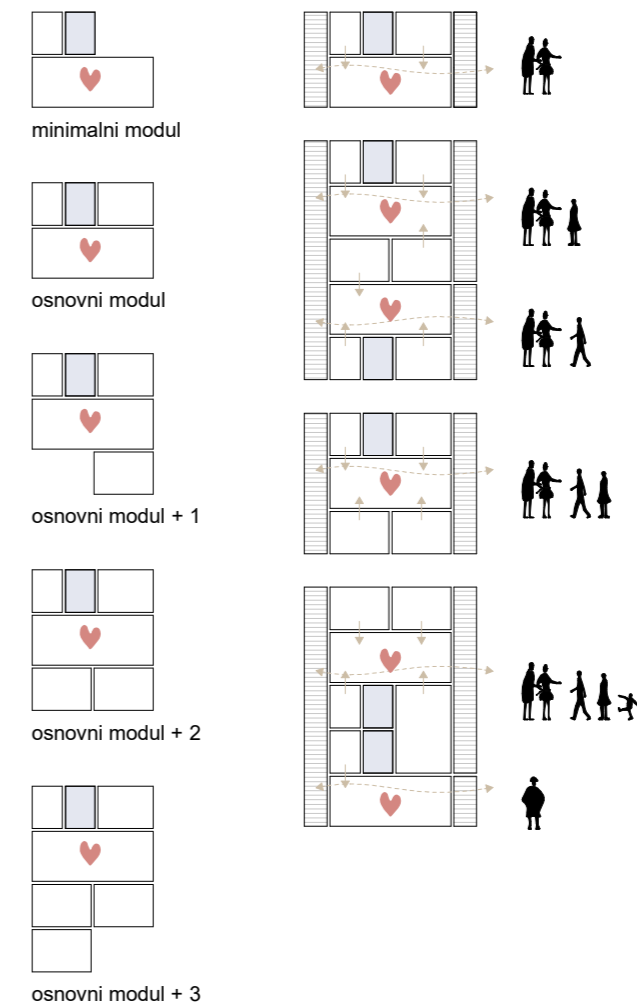 minimalni modul
osnovni modul
osnovni modul + 1
osnovni modul + 2
osnovni modul + 3